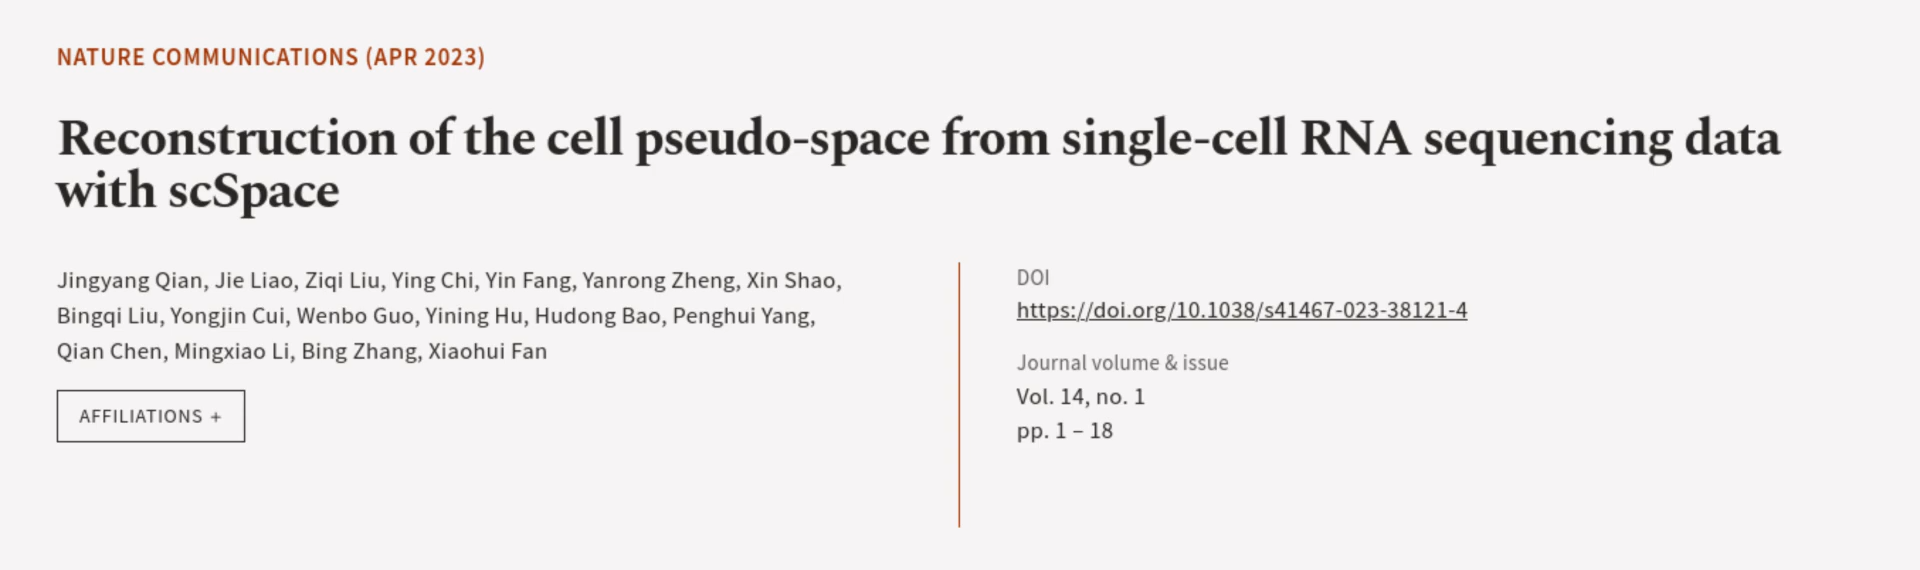 NATURE COMMUNICATIONS (APR 2023)
Reconstruction of the cell pseudo-space from single-cell RNA sequencing data
with scSpace
Jingyang Qian, Jie Liao, Ziqi Liu, Ying Chi, Yin Fang, Yanrong Zheng, Xin Shao,
Bingqi Liu, Yongjin Cui, Wenbo Guo, Yining Hu, Hudong Bao, Penghui Yang,
Qian Chen, Mingxiao Li, Bing Zhang, Xiaohui Fan
AFFILIATIONS +
DOI
https://doi.org/10.1038/s41467-023-38121-4
Journal volume & issue
Vol. 14, no. 1
pp. 1 – 18